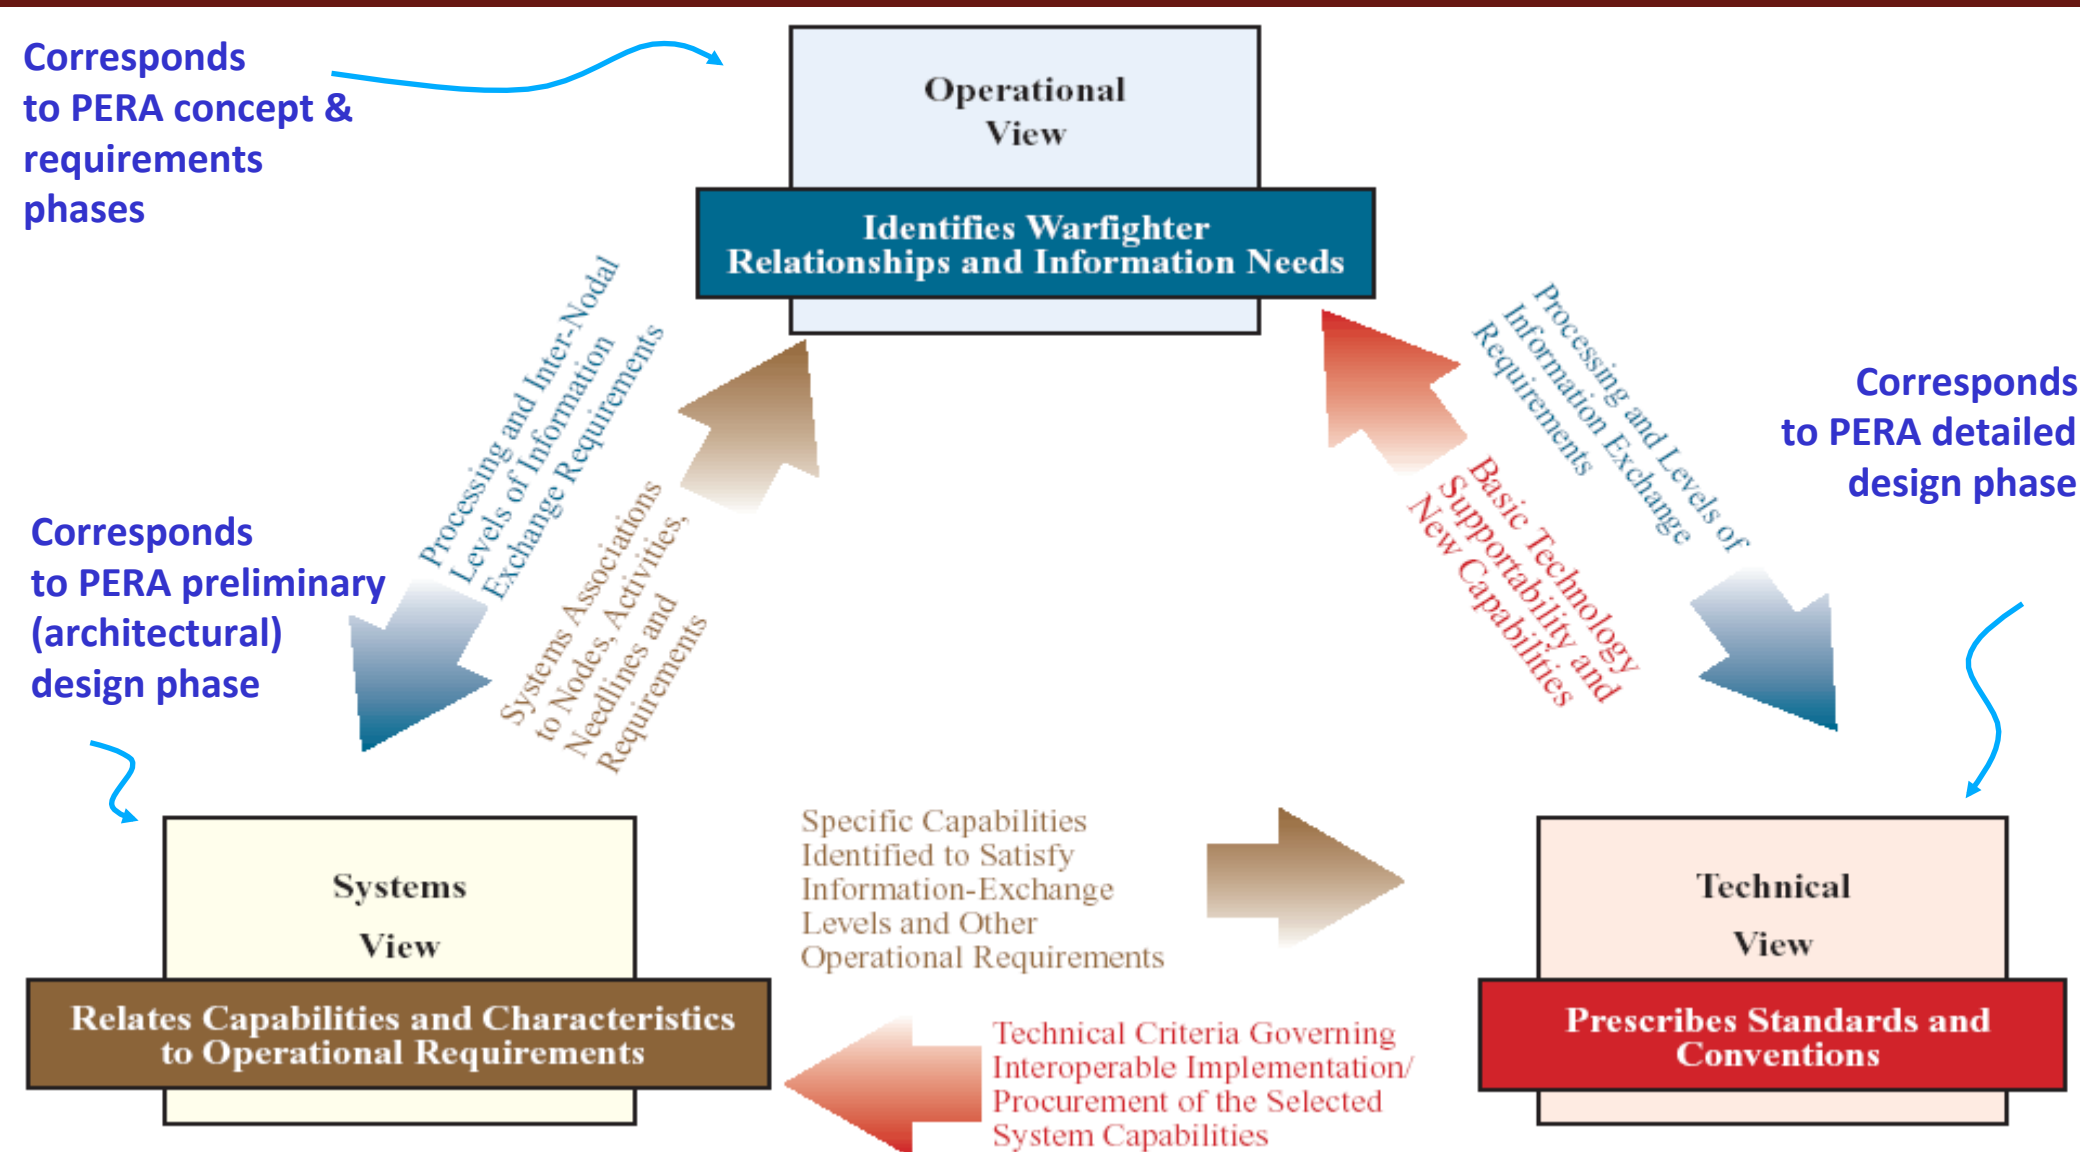 Corresponds
to PERA concept &
requirements
phases
Operational
View
Identifies Warfighter
Relationships and Information Needs
Processing and Inter-Nodal
Levels of Information
Exchange Requirements
Systems Associations
to Nodes, Activities,
Needlines and
Requirements
Processing and Levels of
Information Exchange
Requirements
Basic Technology
Supportability and
New Capabilities
Corresponds
to PERA detailed
design phase
Corresponds
to PERA preliminary
(architectural)
design phase
Systems
View
Relates Capabilities and Characteristics
to Operational Requirements
Specific Capabilities
Identified to Satisfy
Information-Exchange
Levels and Other
Operational Requirements
Technical Criteria Governing
Interoperable Implementation/
Procurement of the Selected
System Capabilities
Technical
View
Prescribes Standards and
Conventions